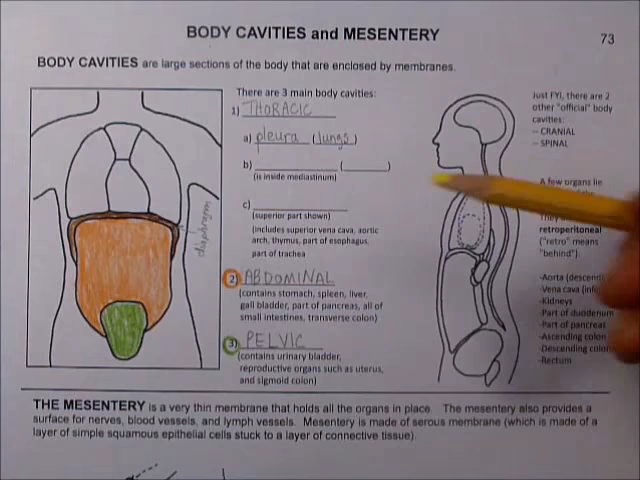 BODY CAVITIES and MESENTERY
73
BODY CAVITIES are large sections of the body that are enclosed by membranes.
There are 3 main body cavities:
1) THORACIC
a) pleura (lungs)
b) ____________ (________)
(is inside mediastinum)
c) ____________
(superior part shown)
(includes superior vena cava, aortic
arch, thymus, part of esophagus,
part of trachea
2) ABDOMINAL
(contains stomach, spleen, liver,
gall bladder, part of pancreas, all of
small intestines, transverse colon)
3) PELVIC
(contains urinary bladder,
reproductive organs such as uterus,
and sigmoid colon)
diaphragm
Just FYI, there are 2
other "official" body
cavities:
-- CRANIAL
-- SPINAL
A few organs lie
They
retroperitoneal
("retro" means
"behind").
-Aorta (descend
-Vena cava (infe
-Kidneys
-Part of duodenum
-Part of pancreas
-Ascending colon
-Descending colon
-Rectum
THE MESENTERY is a very thin membrane that holds all the organs in place. The mesentery also provides a
surface for nerves, blood vessels, and lymph vessels. Mesentery is made of serous membrane (which is made of a
layer of simple squamous epithelial cells stuck to a layer of connective tissue).